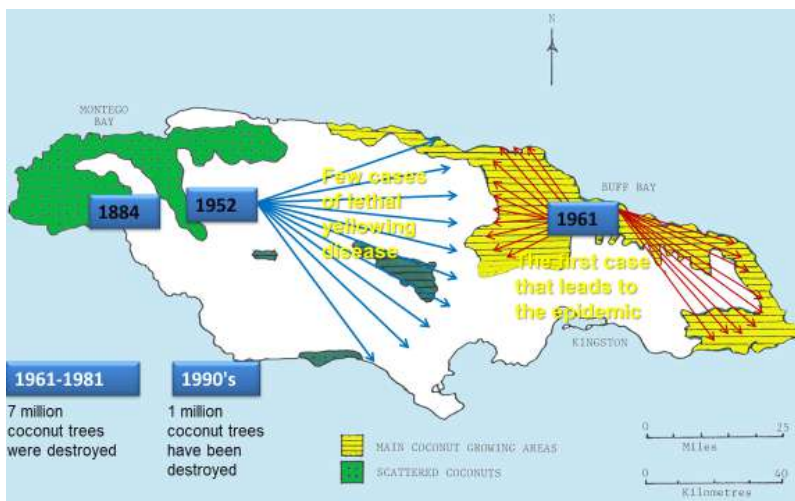 N
MONTEGO
BAY
1884
1952
Few cases
of lethal
yellowing
disease
BUFF BAY
1961
The first case
that leads to
the epidemic
KINGSTON
1961-1981
7 million
coconut trees
were destroyed
1990's
1 million
coconut trees
have been
destroyed
MAIN COCONUT GROWING AREAS
SCATTERED COCONUTS
0 25
Miles
0 40
Kilometres